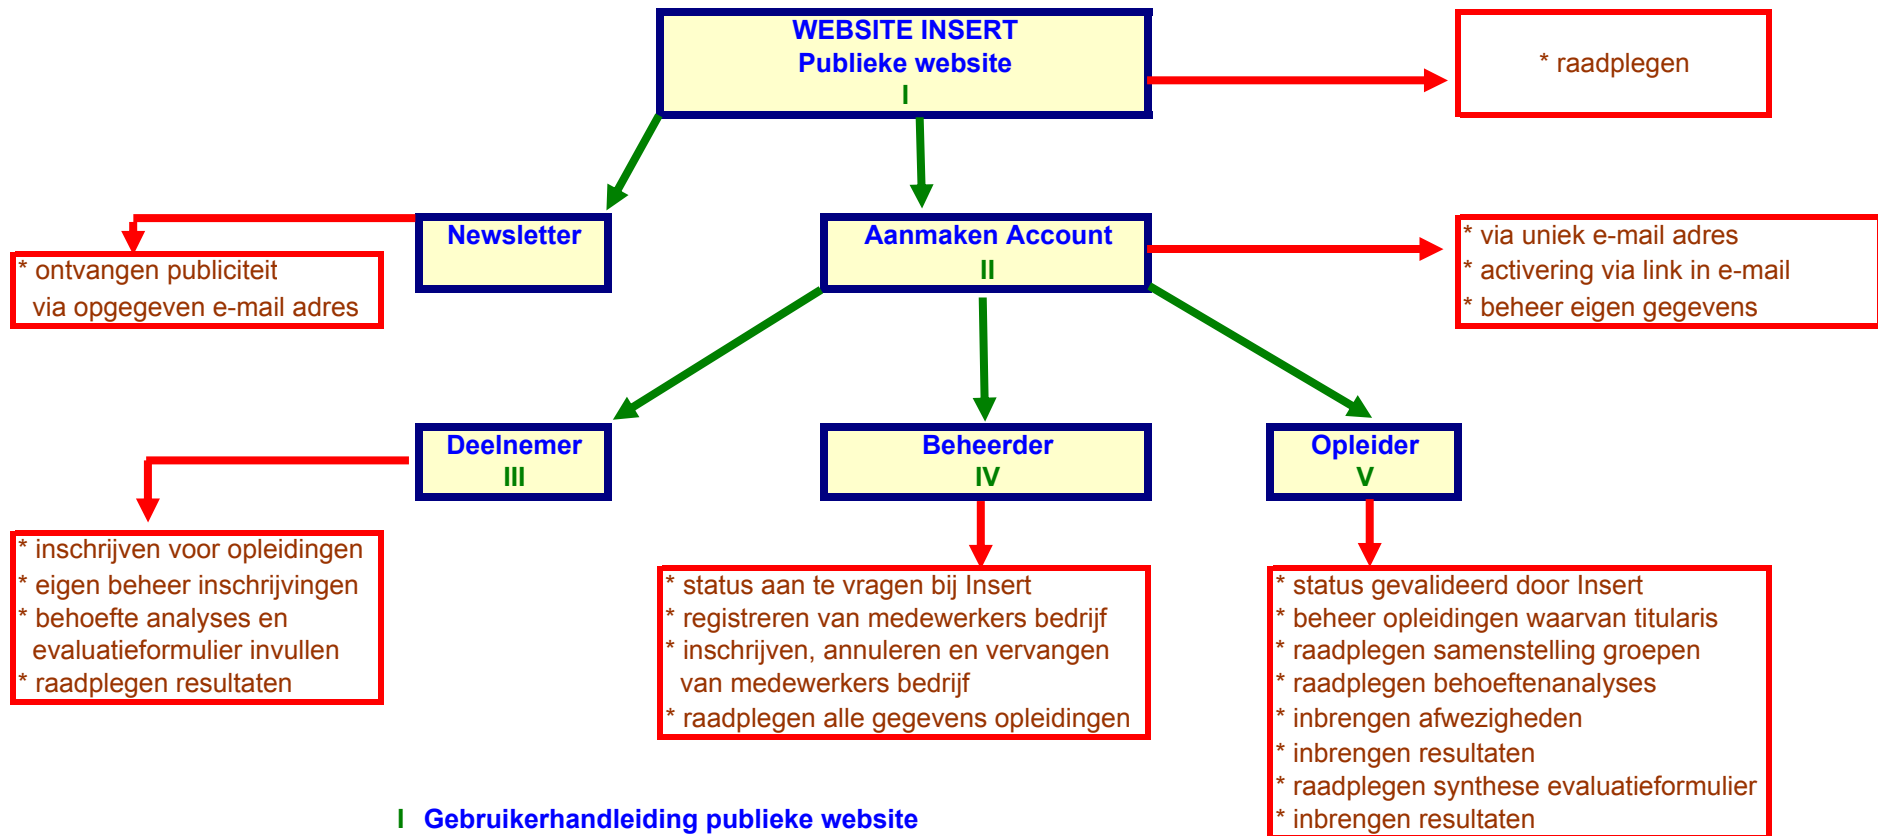 WEBSITE INSERT
Publieke website
I
* raadplegen
Newsletter
* ontvangen publiciteit
via opgegeven e-mail adres
Aanmaken Account
II
* via uniek e-mail adres
* activering via link in e-mail
* beheer eigen gegevens
Deelnemer
III
Beheerder
IV
Opleider
V
* inschrijven voor opleidingen
* eigen beheer inschrijvingen
* behoefte analyses en
evaluatieformulier invullen
* raadplegen resultaten
* status aan te vragen bij Insert
* registreren van medewerkers bedrijf
* inschrijven, annuleren en vervangen
van medewerkers bedrijf
* raadplegen alle gegevens opleidingen
* status gevalideerd door Insert
* beheer opleidingen waarvan titularis
* raadplegen samenstelling groepen
* raadplegen behoeftenanalyses
* inbrengen afwezigheden
* inbrengen resultaten
* raadplegen synthese evaluatieformulier
* inbrengen resultaten
I Gebruikerhandleiding publieke website